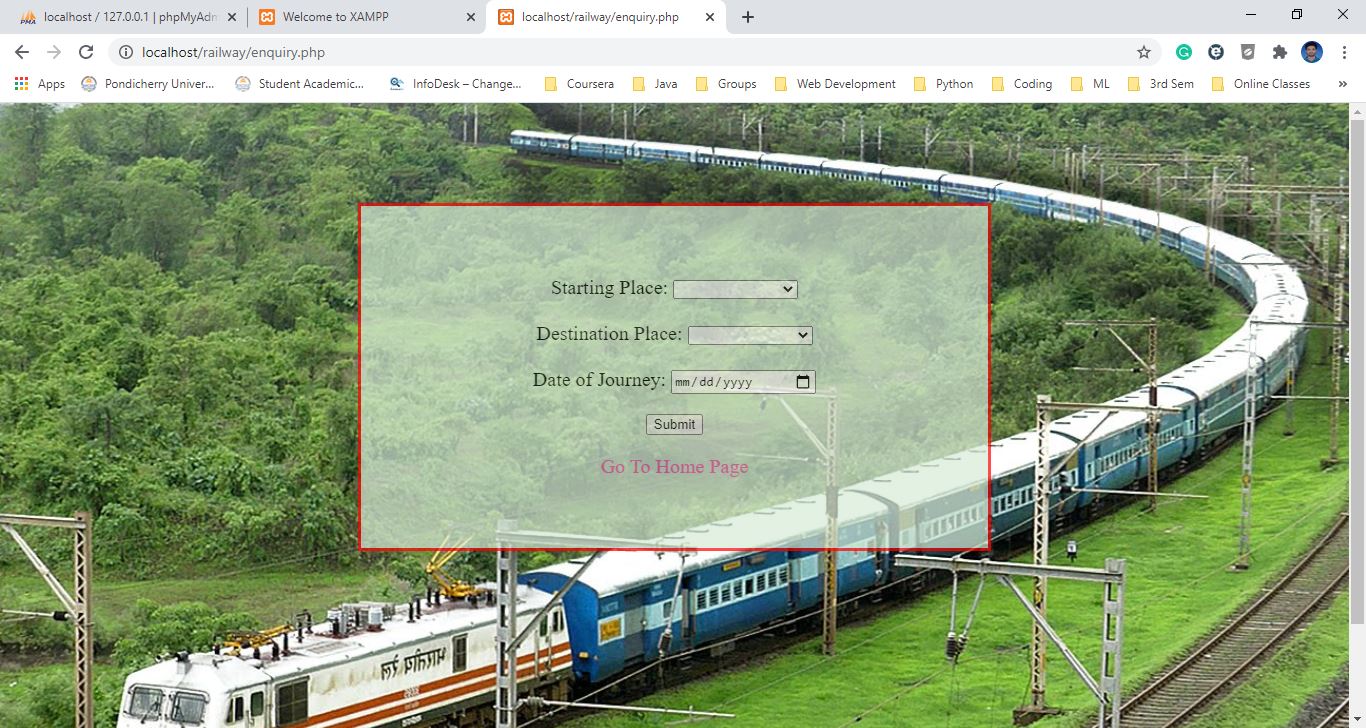 localhost / 127.0.0.1 | phpMyAdm
Welcome to XAMPP
localhost/railway/enquiry.php
localhost/railway/enquiry.php
Apps
Pondicherry Univer...
Student Academic...
InfoDesk – Change...
Coursera
Java
Groups
Web Development
Python
Coding
ML
3rd Sem
Online Classes
»
Starting Place:
Destination Place:
Date of Journey: mm/dd/yyyy
Submit
Go To Home Page
भारतीय रेल